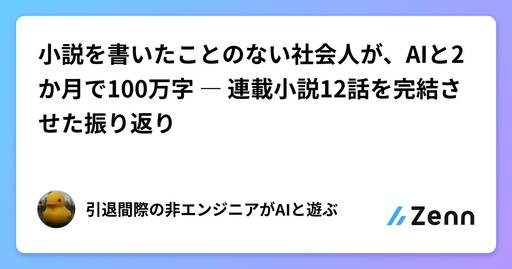 小説を書いたことのない社会人が、AIと2
か月で100万字 ― 連載小説12話を完結さ
せた振り返り
引退間際の非エンジニアがAIと遊ぶ
Zenn